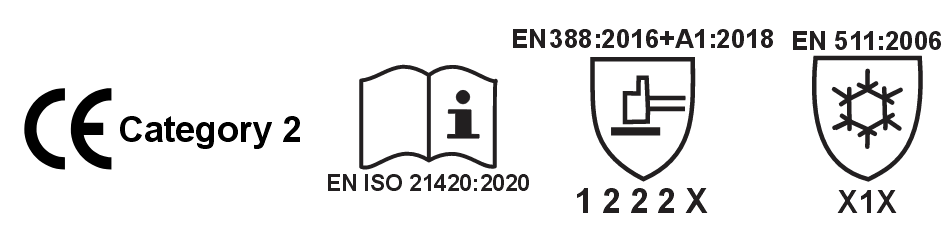 CE Category 2
i
EN ISO 21420:2020
EN388:2016+A1:2018
1 2 2 2 X
EN 511:2006
X1X